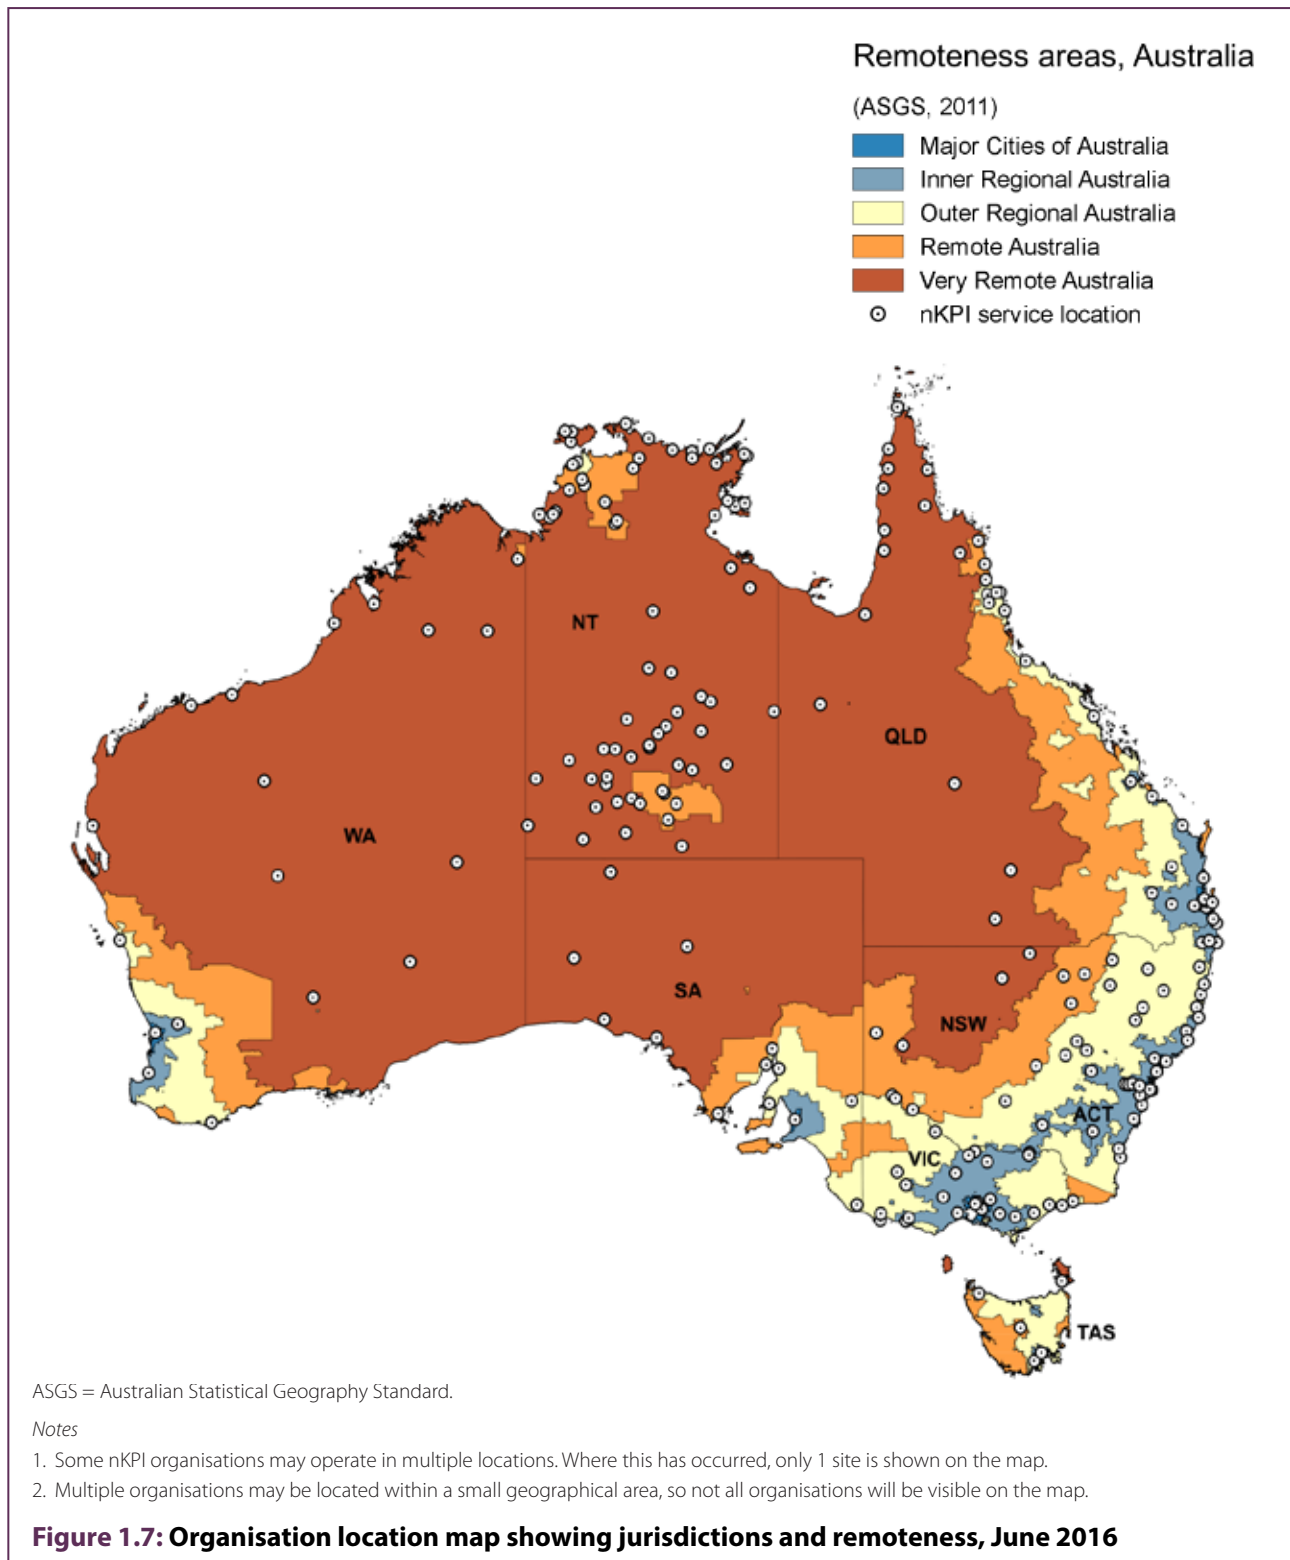 Remoteness areas, Australia
(ASGS, 2011)
Major Cities of Australia
Inner Regional Australia
Outer Regional Australia
Remote Australia
Very Remote Australia
nKPI service location
NT
QLD
WA
SA
NSW
ACT
VIC
TAS
ASGS = Australian Statistical Geography Standard.
Notes
1. Some nKPI organisations may operate in multiple locations. Where this has occurred, only 1 site is shown on the map.
2. Multiple organisations may be located within a small geographical area, so not all organisations will be visible on the map.
Figure 1.7: Organisation location map showing jurisdictions and remoteness, June 2016